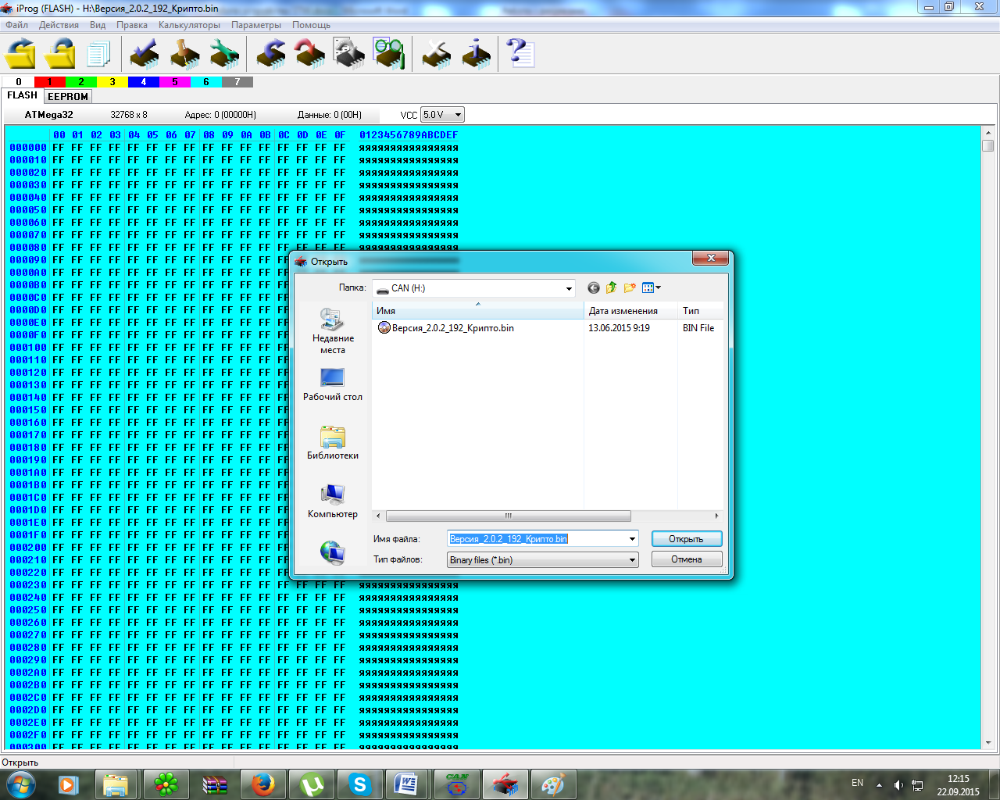 iProg (FLASH) - H:\Версия_2.0.2_192_Крипто.bin
Файл Действия Вид Правка Калькуляторы Параметры Помощь
0 1 2 3 4 5 6 7
FLASH EEPROM
ATMega32 32768 x 8 Адрес: 0 (00000H) Данные: 0 (00H) VCC 5.0 V
00 01 02 03 04 05 06 07 08 09 0A 0B 0C 0D 0E 0F 0123456789ABCDEF
000000 FF FF FF FF FF FF FF FF FF FF FF FF FF FF FF FF яяяяяяяяяяяяяяяя
000010 FF FF FF FF FF FF FF FF FF FF FF FF FF FF FF FF яяяяяяяяяяяяяяяя
000020 FF FF FF FF FF FF FF FF FF FF FF FF FF FF FF FF яяяяяяяяяяяяяяяя
000030 FF FF FF FF FF FF FF FF FF FF FF FF FF FF FF FF яяяяяяяяяяяяяяяя
000040 FF FF FF FF FF FF FF FF FF FF FF FF FF FF FF FF яяяяяяяяяяяяяяяя
000050 FF FF FF FF FF FF FF FF FF FF FF FF FF FF FF FF яяяяяяяяяяяяяяяя
000060 FF FF FF FF FF FF FF FF FF FF FF FF FF FF FF FF яяяяяяяяяяяяяяяя
000070 FF FF FF FF FF FF FF FF FF FF FF FF FF FF FF FF яяяяяяяяяяяяяяяя
000080 FF FF FF FF FF FF FF FF FF FF FF FF FF FF FF FF яяяяяяяяяяяяяяяя
000090 FF FF FF FF FF FF FF FF FF FF FF FF
0000A0 FF FF FF FF FF FF FF FF FF FF FF FF
0000B0 FF FF FF FF FF FF FF FF FF FF FF FF
0000C0 FF FF FF FF FF FF FF FF FF FF FF FF
0000D0 FF FF FF FF FF FF FF FF FF FF FF FF
0000E0 FF FF FF FF FF FF FF FF FF FF FF FF
0000F0 FF FF FF FF FF FF FF FF FF FF FF FF
000100 FF FF FF FF FF FF FF FF FF FF FF FF
000110 FF FF FF FF FF FF FF FF FF FF FF FF
000120 FF FF FF FF FF FF FF FF FF FF FF FF
000130 FF FF FF FF FF FF FF FF FF FF FF FF
000140 FF FF FF FF FF FF FF FF FF FF FF FF
000150 FF FF FF FF FF FF FF FF FF FF FF FF
000160 FF FF FF FF FF FF FF FF FF FF FF FF
000170 FF FF FF FF FF FF FF FF FF FF FF FF
000180 FF FF FF FF FF FF FF FF FF FF FF FF
000190 FF FF FF FF FF FF FF FF FF FF FF FF
0001A0 FF FF FF FF FF FF FF FF FF FF FF FF
0001B0 FF FF FF FF FF FF FF FF FF FF FF FF
0001C0 FF FF FF FF FF FF FF FF FF FF FF FF
0001D0 FF FF FF FF FF FF FF FF FF FF FF FF
0001E0 FF FF FF FF FF FF FF FF FF FF FF FF
0001F0 FF FF FF FF FF FF FF FF FF FF FF FF
000200 FF FF FF FF FF FF FF FF FF FF FF FF
000210 FF FF FF FF FF FF FF FF FF FF FF FF
000220 FF FF FF FF FF FF FF FF FF FF FF FF
000230 FF FF FF FF FF FF FF FF FF FF FF FF FF FF FF FF яяяяяяяяяяяяяяяя
000240 FF FF FF FF FF FF FF FF FF FF FF FF FF FF FF FF яяяяяяяяяяяяяяяя
000250 FF FF FF FF FF FF FF FF FF FF FF FF FF FF FF FF яяяяяяяяяяяяяяяя
000260 FF FF FF FF FF FF FF FF FF FF FF FF FF FF FF FF яяяяяяяяяяяяяяяя
000270 FF FF FF FF FF FF FF FF FF FF FF FF FF FF FF FF яяяяяяяяяяяяяяяя
000280 FF FF FF FF FF FF FF FF FF FF FF FF FF FF FF FF яяяяяяяяяяяяяяяя
000290 FF FF FF FF FF FF FF FF FF FF FF FF FF FF FF FF яяяяяяяяяяяяяяяя
0002A0 FF FF FF FF FF FF FF FF FF FF FF FF FF FF FF FF яяяяяяяяяяяяяяяя
0002B0 FF FF FF FF FF FF FF FF FF FF FF FF FF FF FF FF яяяяяяяяяяяяяяяя
0002C0 FF FF FF FF FF FF FF FF FF FF FF FF FF FF FF FF яяяяяяяяяяяяяяяя
0002D0 FF FF FF FF FF FF FF FF FF FF FF FF FF FF FF FF яяяяяяяяяяяяяяяя
0002E0 FF FF FF FF FF FF FF FF FF FF FF FF FF FF FF FF яяяяяяяяяяяяяяяя
0002F0 FF FF FF FF FF FF FF FF FF FF FF FF FF FF FF FF яяяяяяяяяяяяяяяя
000300 FF FF FF FF FF FF FF FF FF FF FF FF FF FF FF FF яяяяяяяяяяяяяяяя
Открыть
Папка: CAN (H:)
Имя Дата изменения Тип
Версия_2.0.2_192_Крипто.bin 13.06.2015 9:19 BIN File
Недавние
места
Рабочий стол
Библиотеки
Компьютер
Имя файла: Версия_2.0.2_192_Крипто.bin Открыть
Тип файлов: Binary files (*.bin) Отмена
Открыть
CAN
EN 12:15
22.09.2015